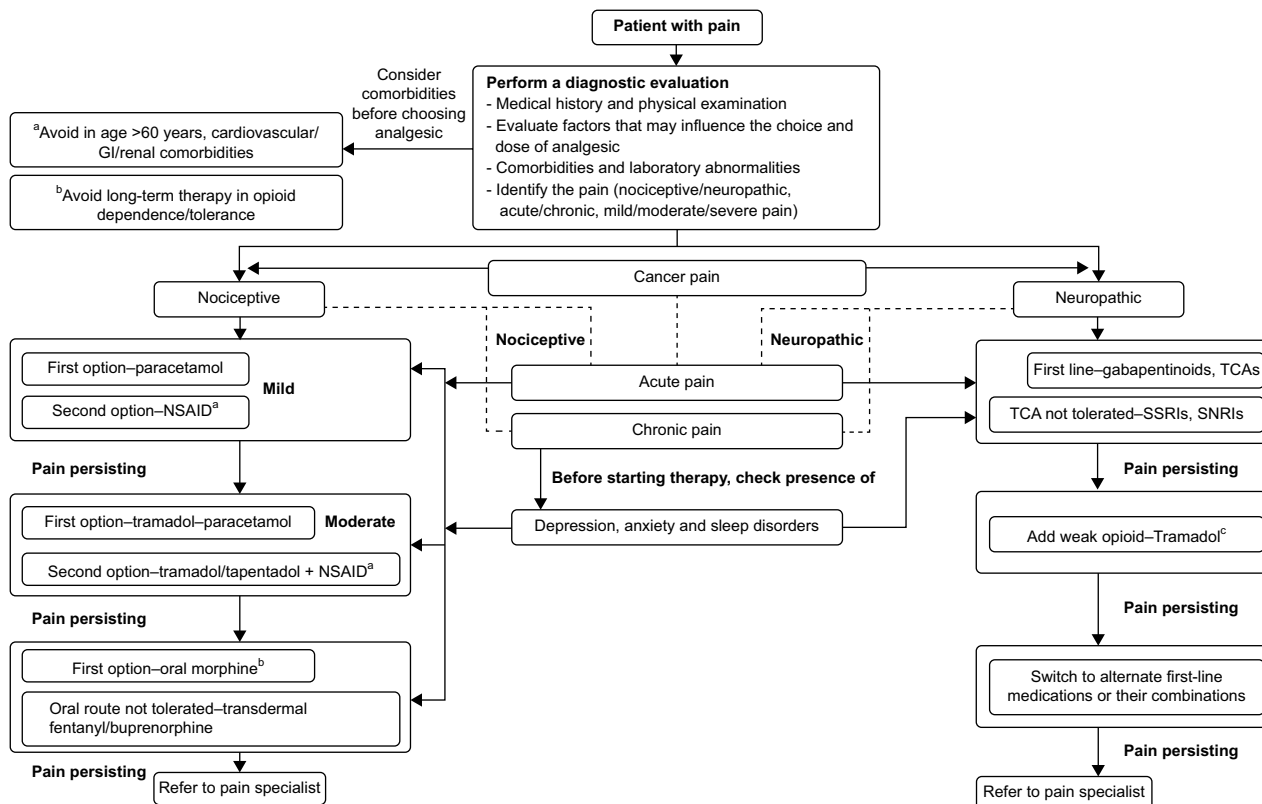 Patient with pain
Consider
comorbidities
before choosing
analgesic
Perform a diagnostic evaluation
- Medical history and physical examination
- Evaluate factors that may influence the choice and
dose of analgesic
- Comorbidities and laboratory abnormalities
- Identify the pain (nociceptive/neuropathic,
acute/chronic, mild/moderate/severe pain)
aAvoid in age >60 years, cardiovascular/
GI/renal comorbidities
bAvoid long-term therapy in opioid
dependence/tolerance
Cancer pain
Nociceptive
Neuropathic
Nociceptive
Neuropathic
First option–paracetamol
Mild
Second option–NSAIDa
Acute pain
Chronic pain
First line–gabapentinoids, TCAs
TCA not tolerated–SSRIs, SNRIs
Pain persisting
Before starting therapy, check presence of
Pain persisting
First option–tramadol–paracetamol
Moderate
Second option–tramadol/tapentadol + NSAIDa
Depression, anxiety and sleep disorders
Add weak opioid–Tramadolc
Pain persisting
Pain persisting
First option–oral morphineb
Oral route not tolerated–transdermal
fentanyl/buprenorphine
Switch to alternate first-line
medications or their combinations
Pain persisting
Pain persisting
Refer to pain specialist
Refer to pain specialist